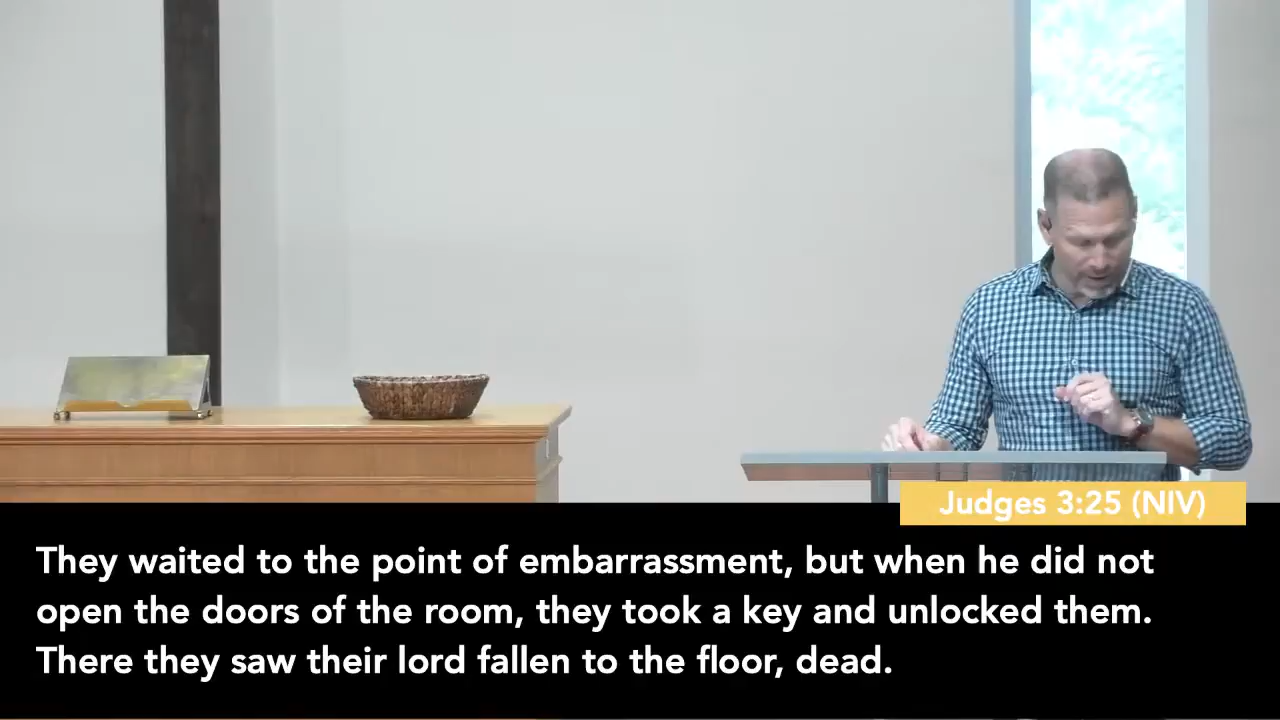 Judges 3:25 (NIV)
They waited to the point of embarrassment, but when he did not
open the doors of the room, they took a key and unlocked them.
There they saw their lord fallen to the floor, dead.